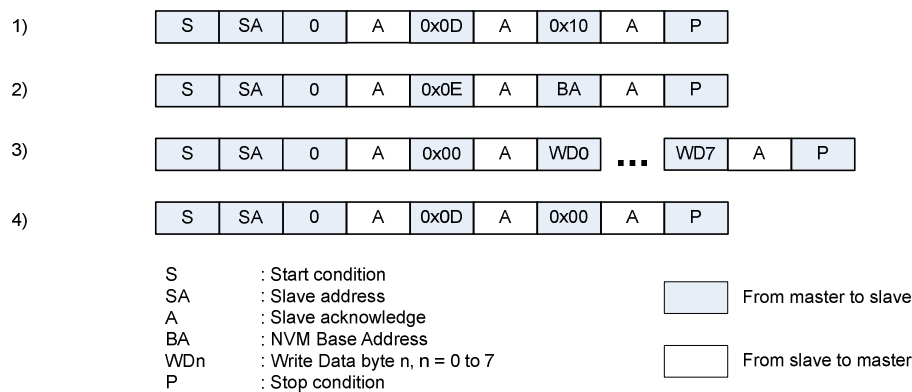 1) S SA 0 A 0x0D A 0x10 A P
2) S SA 0 A 0x0E A BA A P
3) S SA 0 A 0x00 A WD0 ... WD7 A P
4) S SA 0 A 0x0D A 0x00 A P
S : Start condition
SA : Slave address
A : Slave acknowledge
BA : NVM Base Address
WDn : Write Data byte n, n = 0 to 7
P : Stop condition
From master to slave
From slave to master